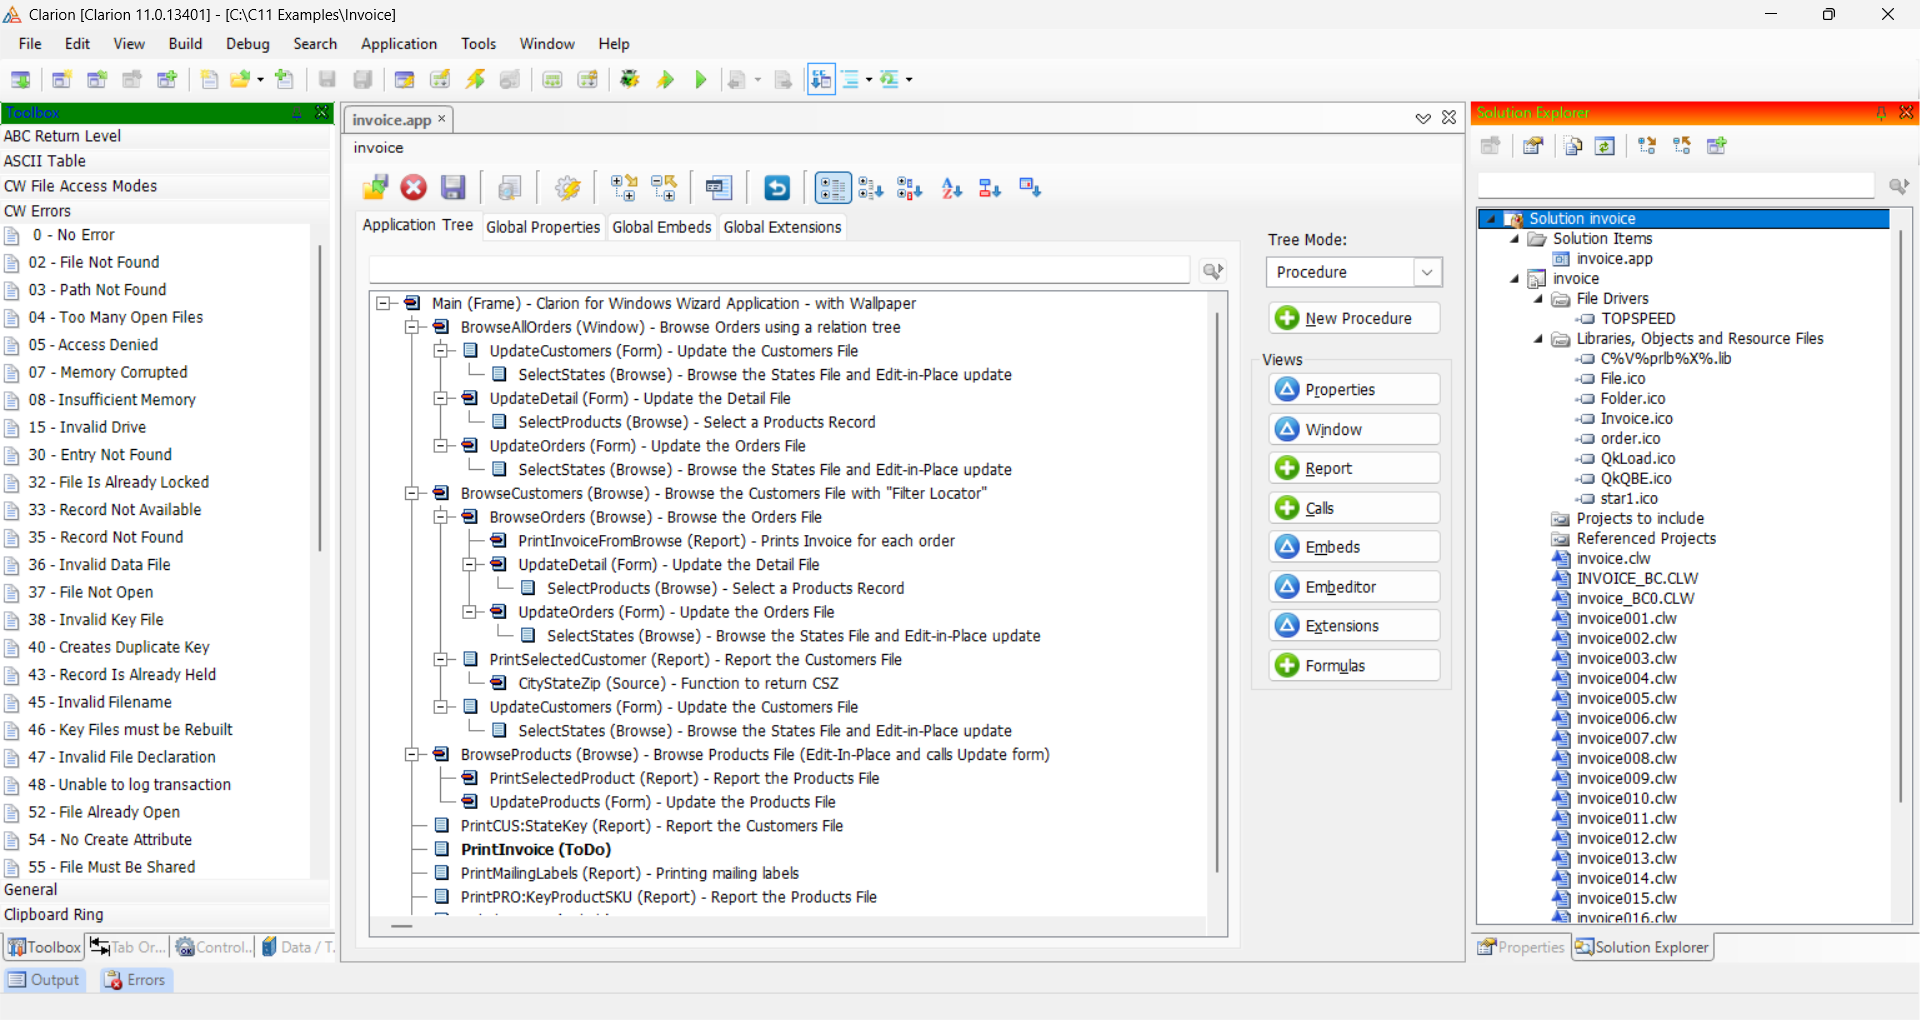 Clarion [Clarion 11.0.13401] - [C:\C11 Examples\Invoice]
File Edit View Build Debug Search Application Tools Window Help
Toolbox
ABC Return Level
ASCII Table
CW File Access Modes
CW Errors
0 - No Error
02 - File Not Found
03 - Path Not Found
04 - Too Many Open Files
05 - Access Denied
07 - Memory Corrupted
08 - Insufficient Memory
15 - Invalid Drive
30 - Entry Not Found
32 - File Is Already Locked
33 - Record Not Available
35 - Record Not Found
36 - Invalid Data File
37 - File Not Open
38 - Invalid Key File
40 - Creates Duplicate Key
43 - Record Is Already Held
45 - Invalid Filename
46 - Key Files must be Rebuilt
47 - Invalid File Declaration
48 - Unable to log transaction
52 - File Already Open
54 - No Create Attribute
55 - File Must Be Shared
General
Clipboard Ring
Toolbox Tab Or... Control... Data / T...
Output Errors
invoice.app
invoice
Application Tree Global Properties Global Embeds Global Extensions
Main (Frame) - Clarion for Windows Wizard Application - with Wallpaper
BrowseAllOrders (Window) - Browse Orders using a relation tree
UpdateCustomers (Form) - Update the Customers File
SelectStates (Browse) - Browse the States File and Edit-in-Place update
UpdateDetail (Form) - Update the Detail File
SelectProducts (Browse) - Select a Products Record
UpdateOrders (Form) - Update the Orders File
SelectStates (Browse) - Browse the States File and Edit-in-Place update
BrowseCustomers (Browse) - Browse the Customers File with "Filter Locator"
BrowseOrders (Browse) - Browse the Orders File
PrintInvoiceFromBrowse (Report) - Prints Invoice for each order
UpdateDetail (Form) - Update the Detail File
SelectProducts (Browse) - Select a Products Record
UpdateOrders (Form) - Update the Orders File
SelectStates (Browse) - Browse the States File and Edit-in-Place update
PrintSelectedCustomer (Report) - Report the Customers File
CityStateZip (Source) - Function to return CSZ
UpdateCustomers (Form) - Update the Customers File
SelectStates (Browse) - Browse the States File and Edit-in-Place update
BrowseProducts (Browse) - Browse Products File (Edit-In-Place and calls Update form)
PrintSelectedProduct (Report) - Report the Products File
UpdateProducts (Form) - Update the Products File
PrintCUS:StateKey (Report) - Report the Customers File
PrintInvoice (ToDo)
PrintMailingLabels (Report) - Printing mailing labels
PrintPRO:KeyProductSKU (Report) - Report the Products File
Tree Mode:
Procedure
New Procedure
Views
Properties
Window
Report
Calls
Embeds
Embeditor
Extensions
Formulas
Solution Explorer
Solution invoice
Solution Items
invoice.app
invoice
File Drivers
TOPSPEED
Libraries, Objects and Resource Files
C%V%prlb%X%.lib
File.ico
Folder.ico
Invoice.ico
order.ico
QkLoad.ico
QkQBE.ico
star1.ico
Projects to include
Referenced Projects
invoice.clw
INVOICE_BC.CLW
invoice_BC0.CLW
invoice001.clw
invoice002.clw
invoice003.clw
invoice004.clw
invoice005.clw
invoice006.clw
invoice007.clw
invoice008.clw
invoice009.clw
invoice010.clw
invoice011.clw
invoice012.clw
invoice013.clw
invoice014.clw
invoice015.clw
invoice016.clw
Properties Solution Explorer